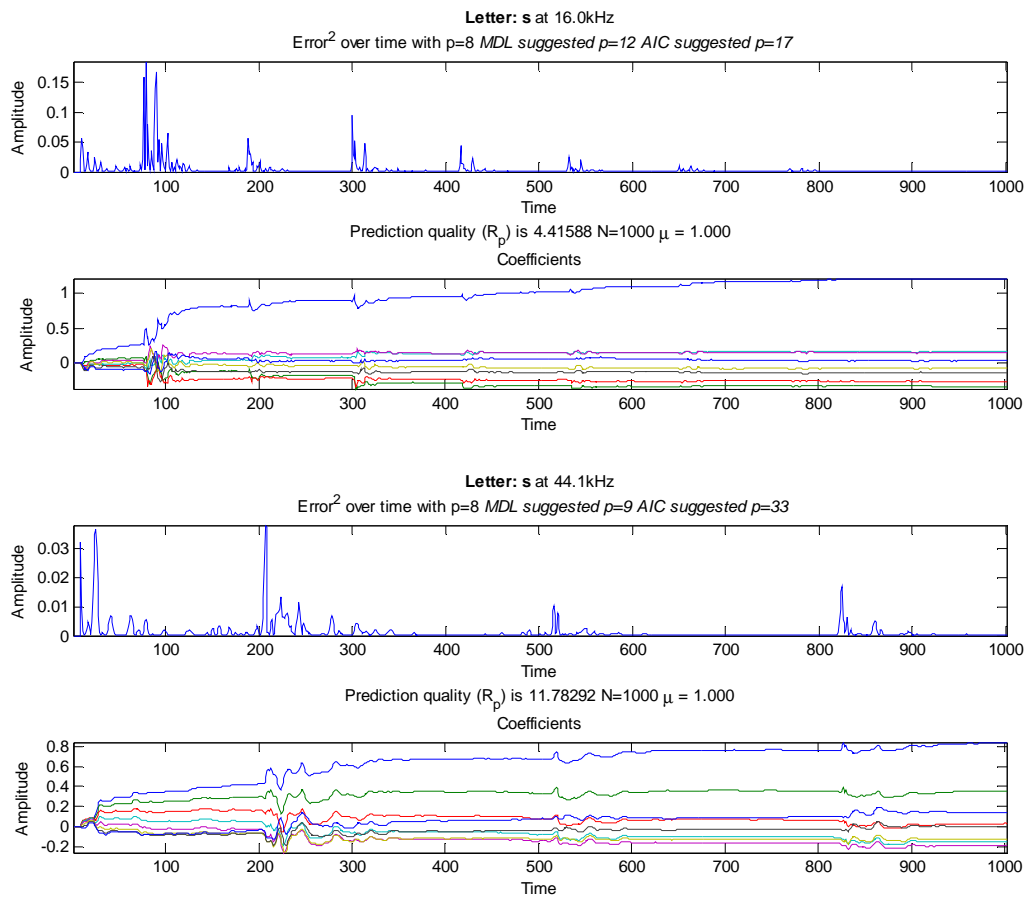 Letter: s at 16.0kHz
Error2 over time with p=8 MDL suggested p=12 AIC suggested p=17
Amplitude
0.15
0.1
0.05
0
100 200 300 400 500 600 700 800 900 1000
Time
Prediction quality (Rp) is 4.41588 N=1000 μ = 1.000
Coefficients
Amplitude
1
0.5
0
100 200 300 400 500 600 700 800 900 1000
Time
Letter: s at 44.1kHz
Error2 over time with p=8 MDL suggested p=9 AIC suggested p=33
Amplitude
0.03
0.02
0.01
0
100 200 300 400 500 600 700 800 900 1000
Time
Prediction quality (Rp) is 11.78292 N=1000 μ = 1.000
Coefficients
Amplitude
0.8
0.6
0.4
0.2
0
-0.2
100 200 300 400 500 600 700 800 900 1000
Time